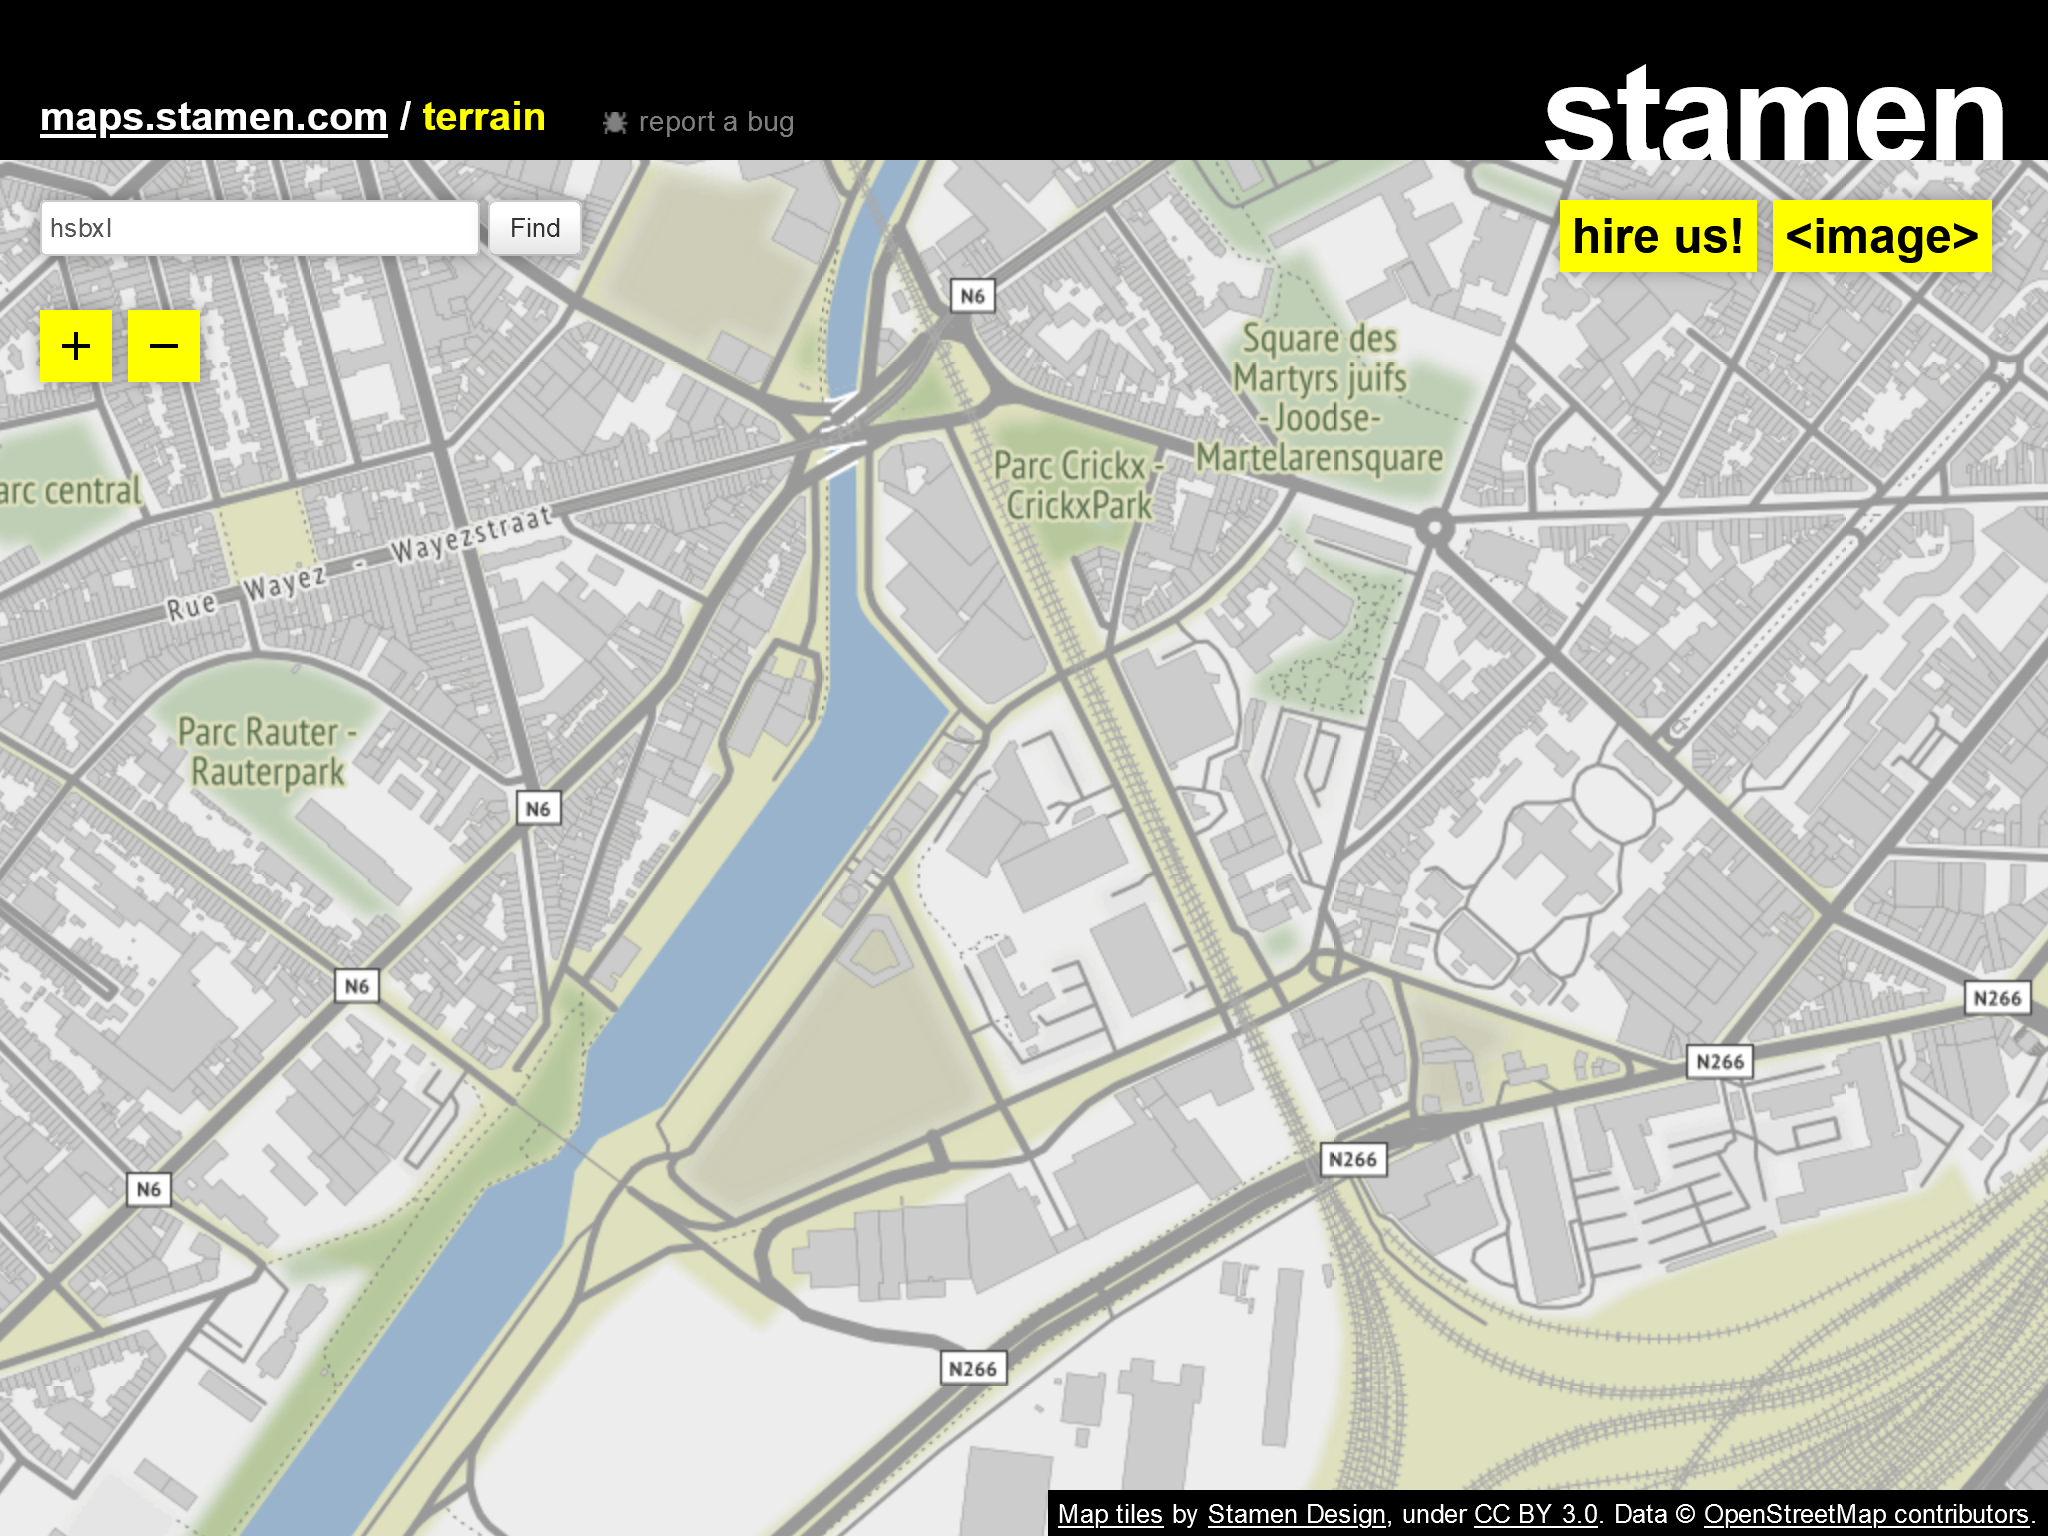 maps.stamen.com / terrain
report a bug
stamen
hsbxl
Find
hire us!
<image>
+
−
N6
Square des
Martyrs juifs
-Joodse-
Martelarensquare
Parc Crickx -
CrickxPark
arc central
Rue Wayez - Wayezstraat
Parc Rauter -
Rauterpark
N6
N6
N266
N266
N266
N6
N266
Map tiles by Stamen Design, under CC BY 3.0. Data © OpenStreetMap contributors.